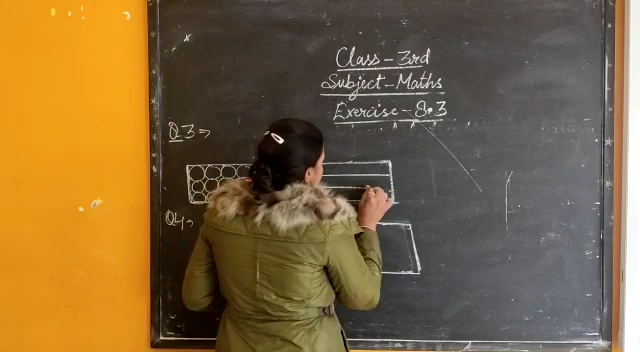 Class - 3rd
Subject - Maths
Exercise - 8.3
Q3 ⇒
Q4 ⇒